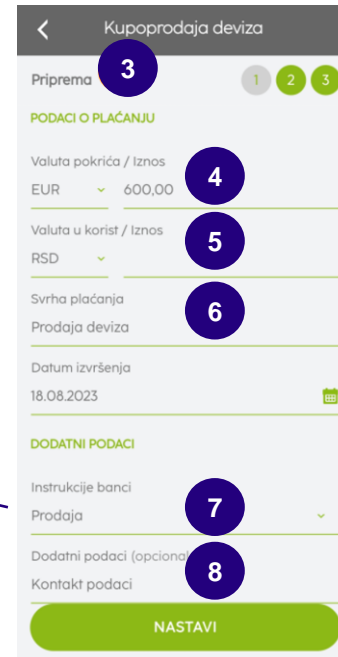 Kupoprodaja deviza
Priprema 3 1 2 3
PODACI O PLAĆANJU
Valuta pokrića / Iznos
EUR 600,00 4
Valuta u korist / Iznos
RSD 5
Svrha plaćanja
Prodaja deviza 6
Datum izvršenja
18.08.2023
DODATNI PODACI
Instrukcije banci
Prodaja 7
Dodatni podaci (opcional
Kontakt podaci 8
NASTAVI